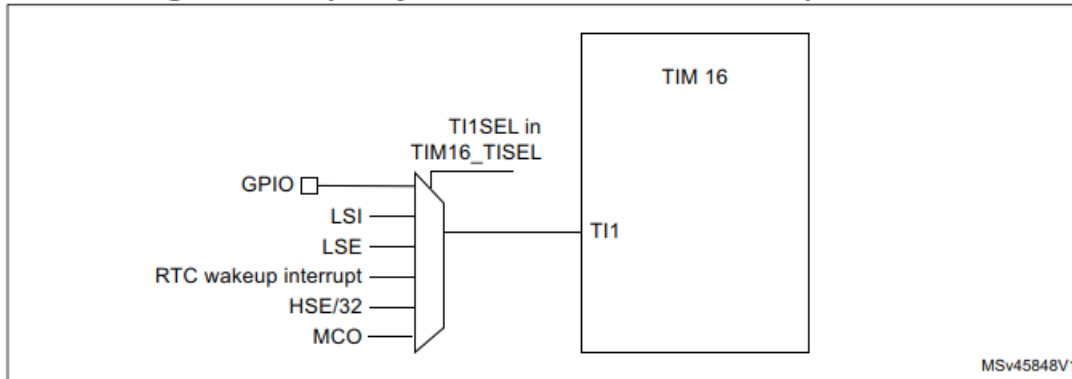 TIM 16
TI1SEL in
TIM16_TISEL
GPIO
LSI
TI1
LSE
RTC wakeup interrupt
HSE/32
MCO
MSv45848V1